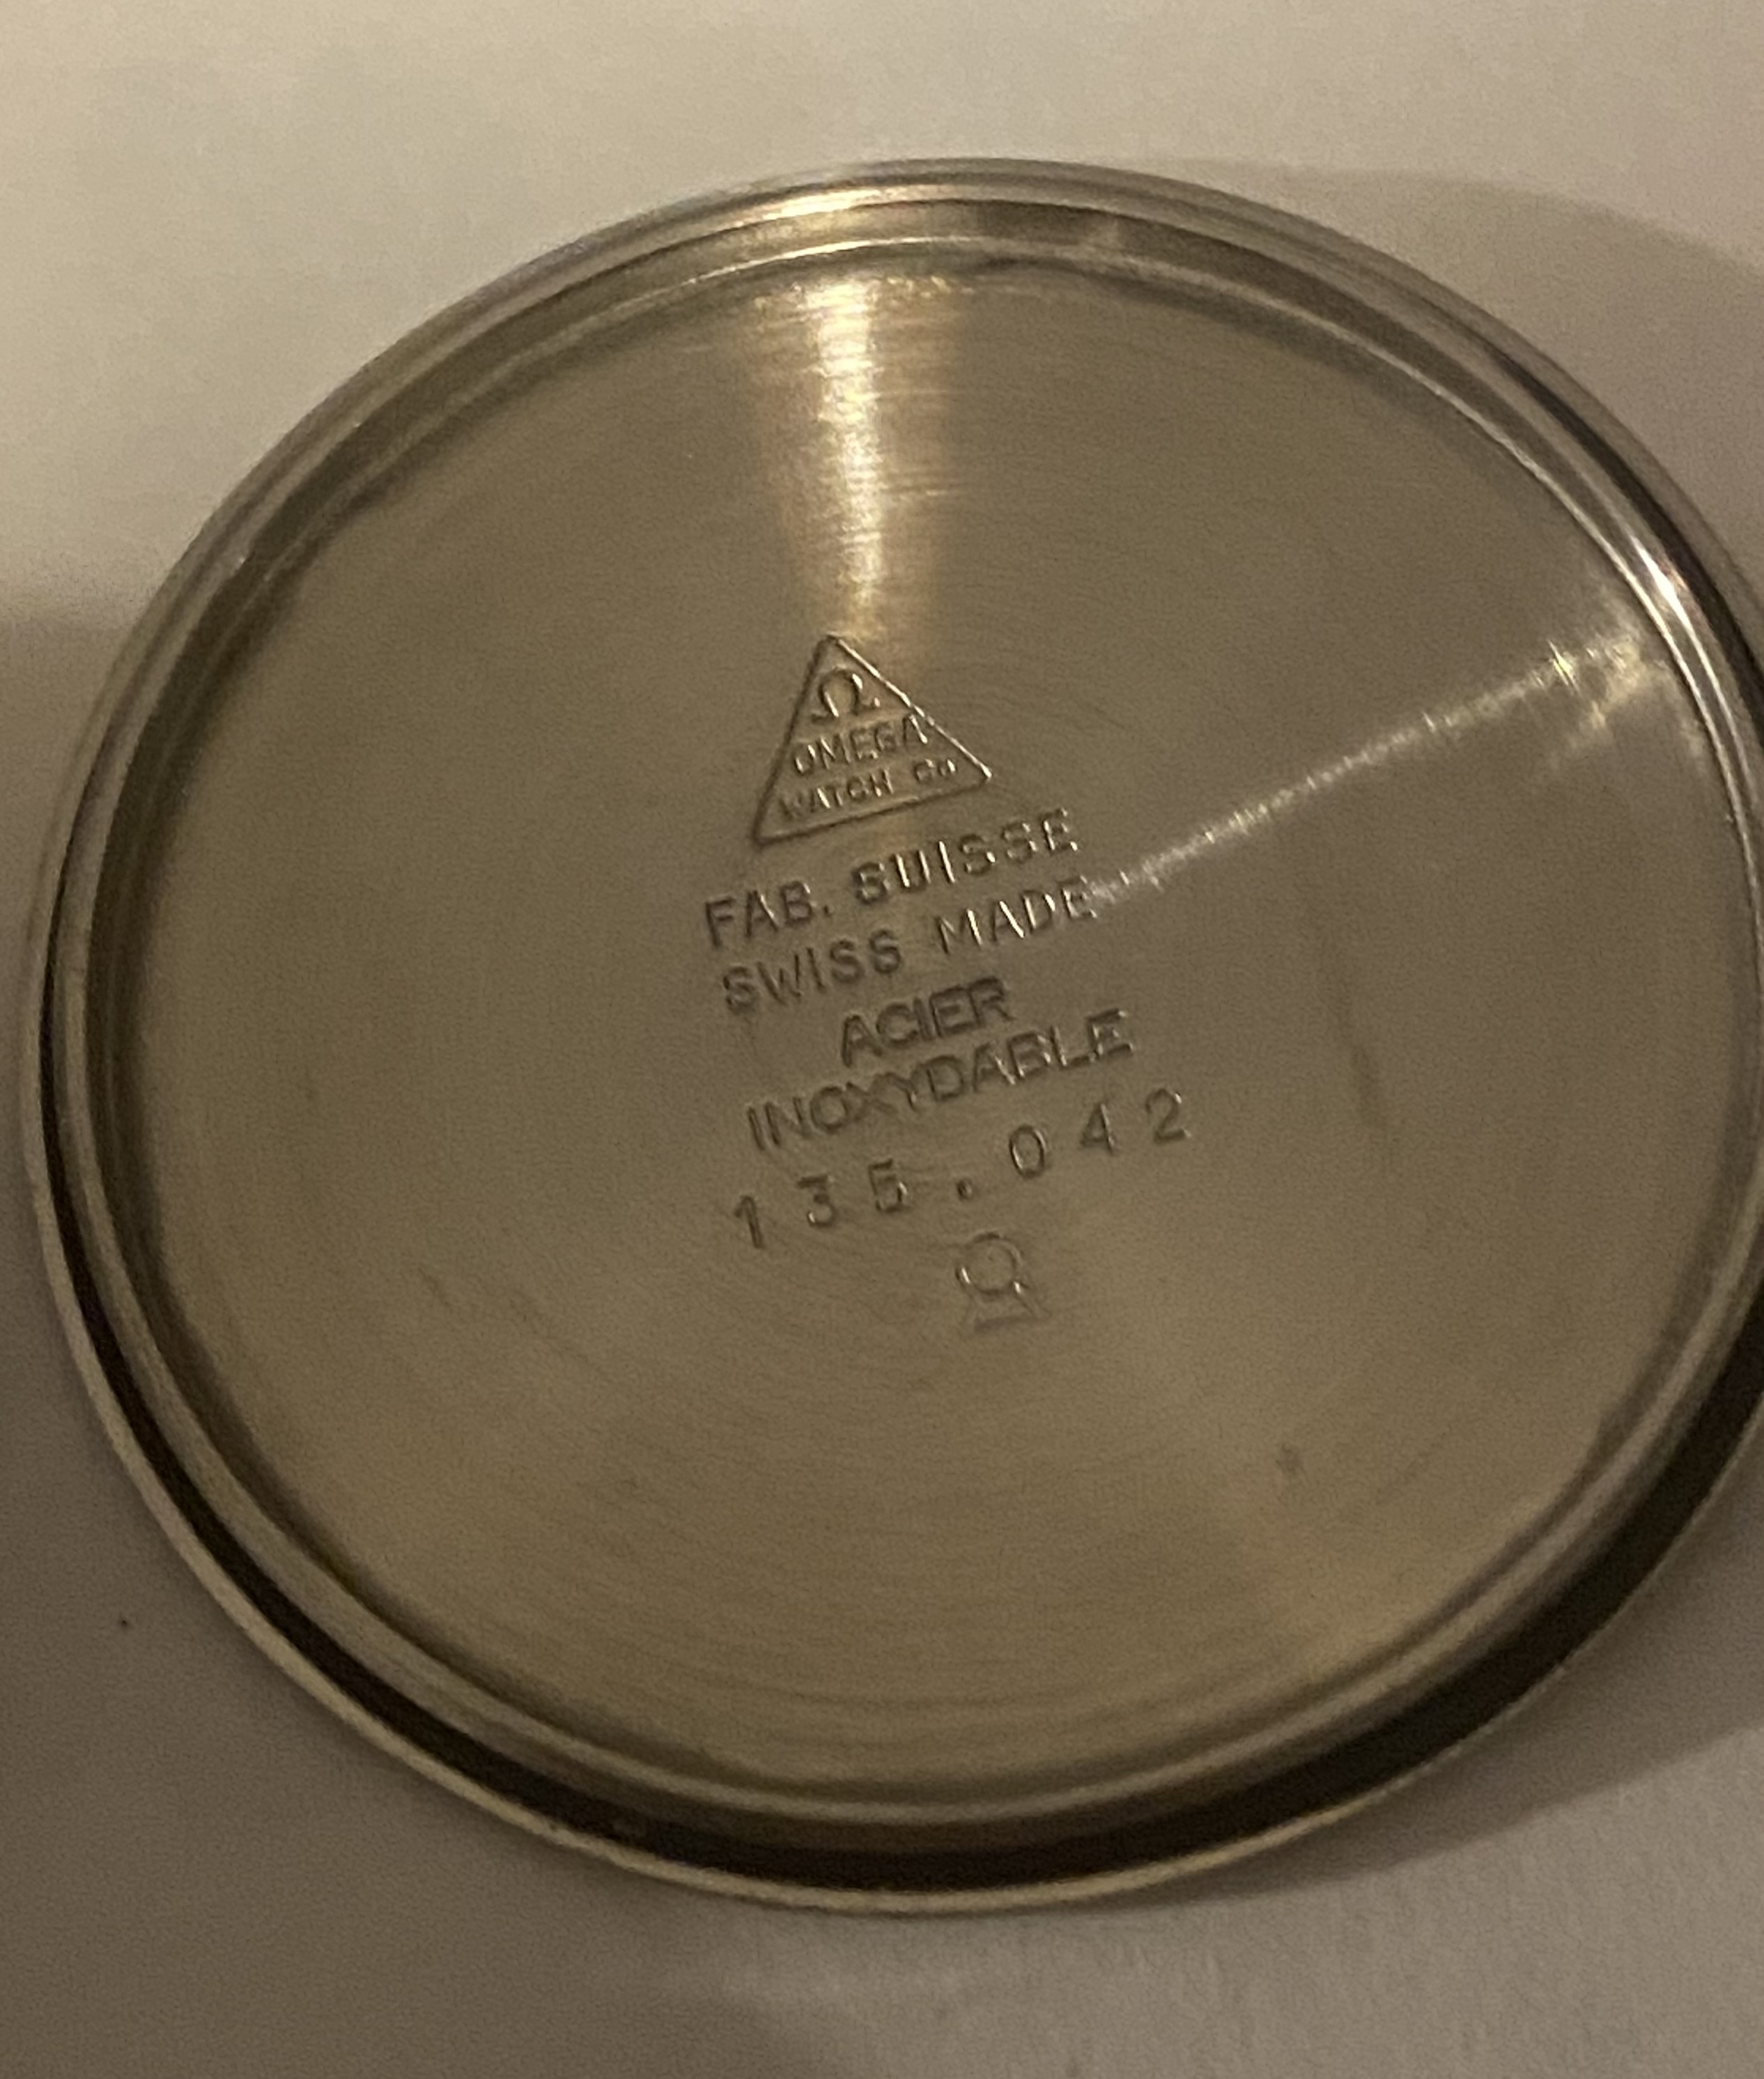 Ω
OMEGA
WATCH Co
FAB. SUISSE
SWISS MADE
ACIER
INOXYDABLE
135.042